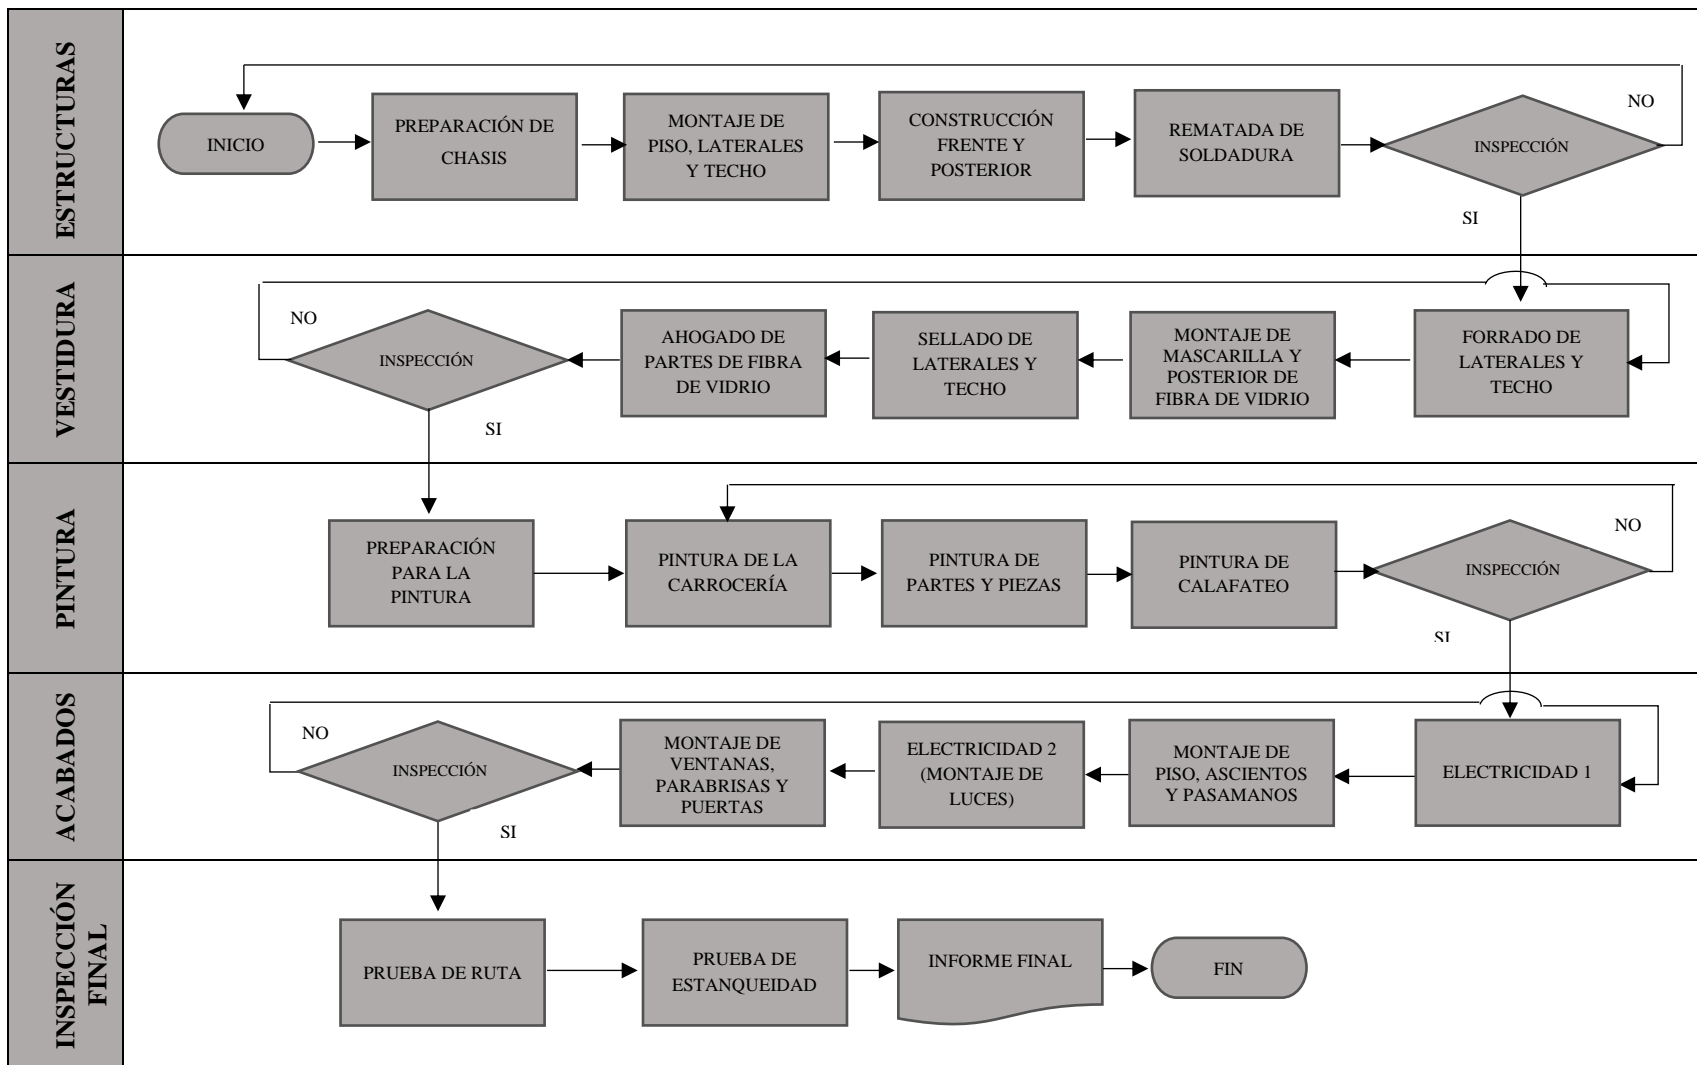 ESTRUCTURAS
INICIO
PREPARACIÓN DE
CHASIS
MONTAJE DE
PISO, LATERALES
Y TECHO
CONSTRUCCIÓN
FRENTE Y
POSTERIOR
REMATADA DE
SOLDADURA
INSPECCIÓN
NO
SI
VESTIDURA
NO
INSPECCIÓN
SI
AHOGADO DE
PARTES DE FIBRA
DE VIDRIO
SELLADO DE
LATERALES Y
TECHO
MONTAJE DE
MASCARILLA Y
POSTERIOR DE
FIBRA DE VIDRIO
FORRADO DE
LATERALES Y
TECHO
PINTURA
PREPARACIÓN
PARA LA
PINTURA
PINTURA DE LA
CARROCERÍA
PINTURA DE
PARTES Y PIEZAS
PINTURA DE
CALAFATEO
INSPECCIÓN
NO
SI
ACABADOS
NO
INSPECCIÓN
SI
MONTAJE DE
VENTANAS,
PARABRISAS Y
PUERTAS
ELECTRICIDAD 2
(MONTAJE DE
LUCES)
MONTAJE DE
PISO, ASCIENTOS
Y PASAMANOS
ELECTRICIDAD 1
INSPECCIÓN
FINAL
PRUEBA DE RUTA
PRUEBA DE
ESTANQUEIDAD
INFORME FINAL
FIN